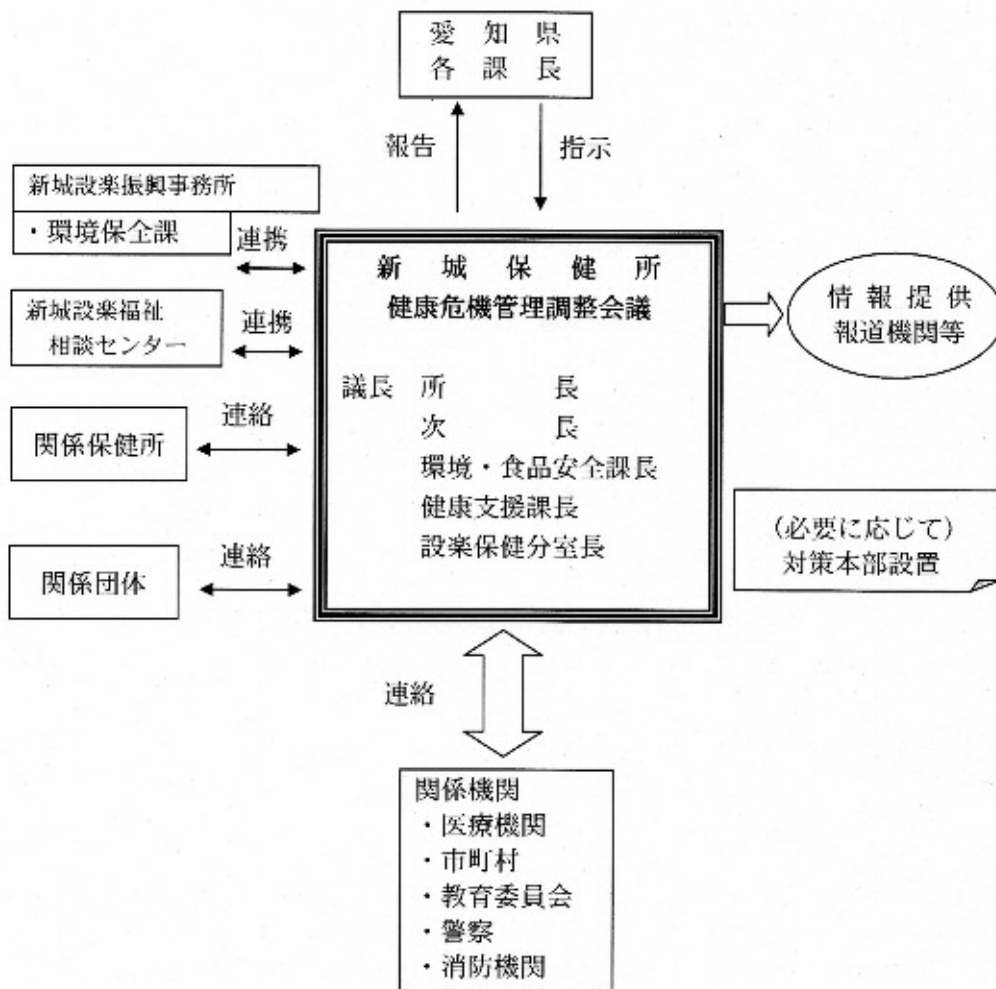 愛知県
各課長
報告
指示
新城設楽振興事務所
・環境保全課
連携
新城設楽福祉
相談センター
連携
関係保健所
連絡
関係団体
連絡
新城保健所
健康危機管理調整会議
議長 所長
次長
環境・食品安全課長
健康支援課長
設楽保健分室長
情報提供
報道機関等
(必要に応じて)
対策本部設置
連絡
関係機関
・医療機関
・市町村
・教育委員会
・警察
・消防機関